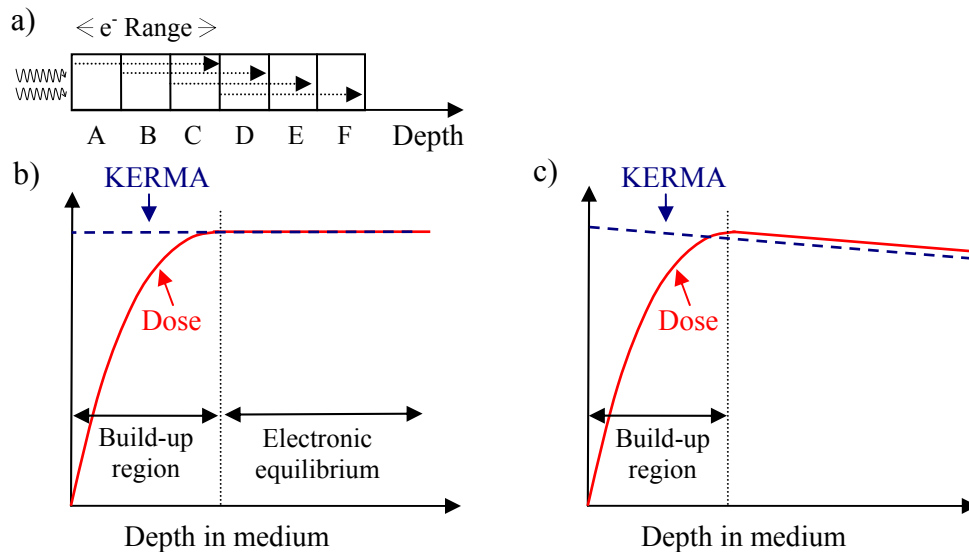 a)
e⁻ Range
A B C D E F Depth
b)
KERMA
Dose
Build-up
region
Electronic
equilibrium
Depth in medium
c)
KERMA
Dose
Build-up
region
Depth in medium